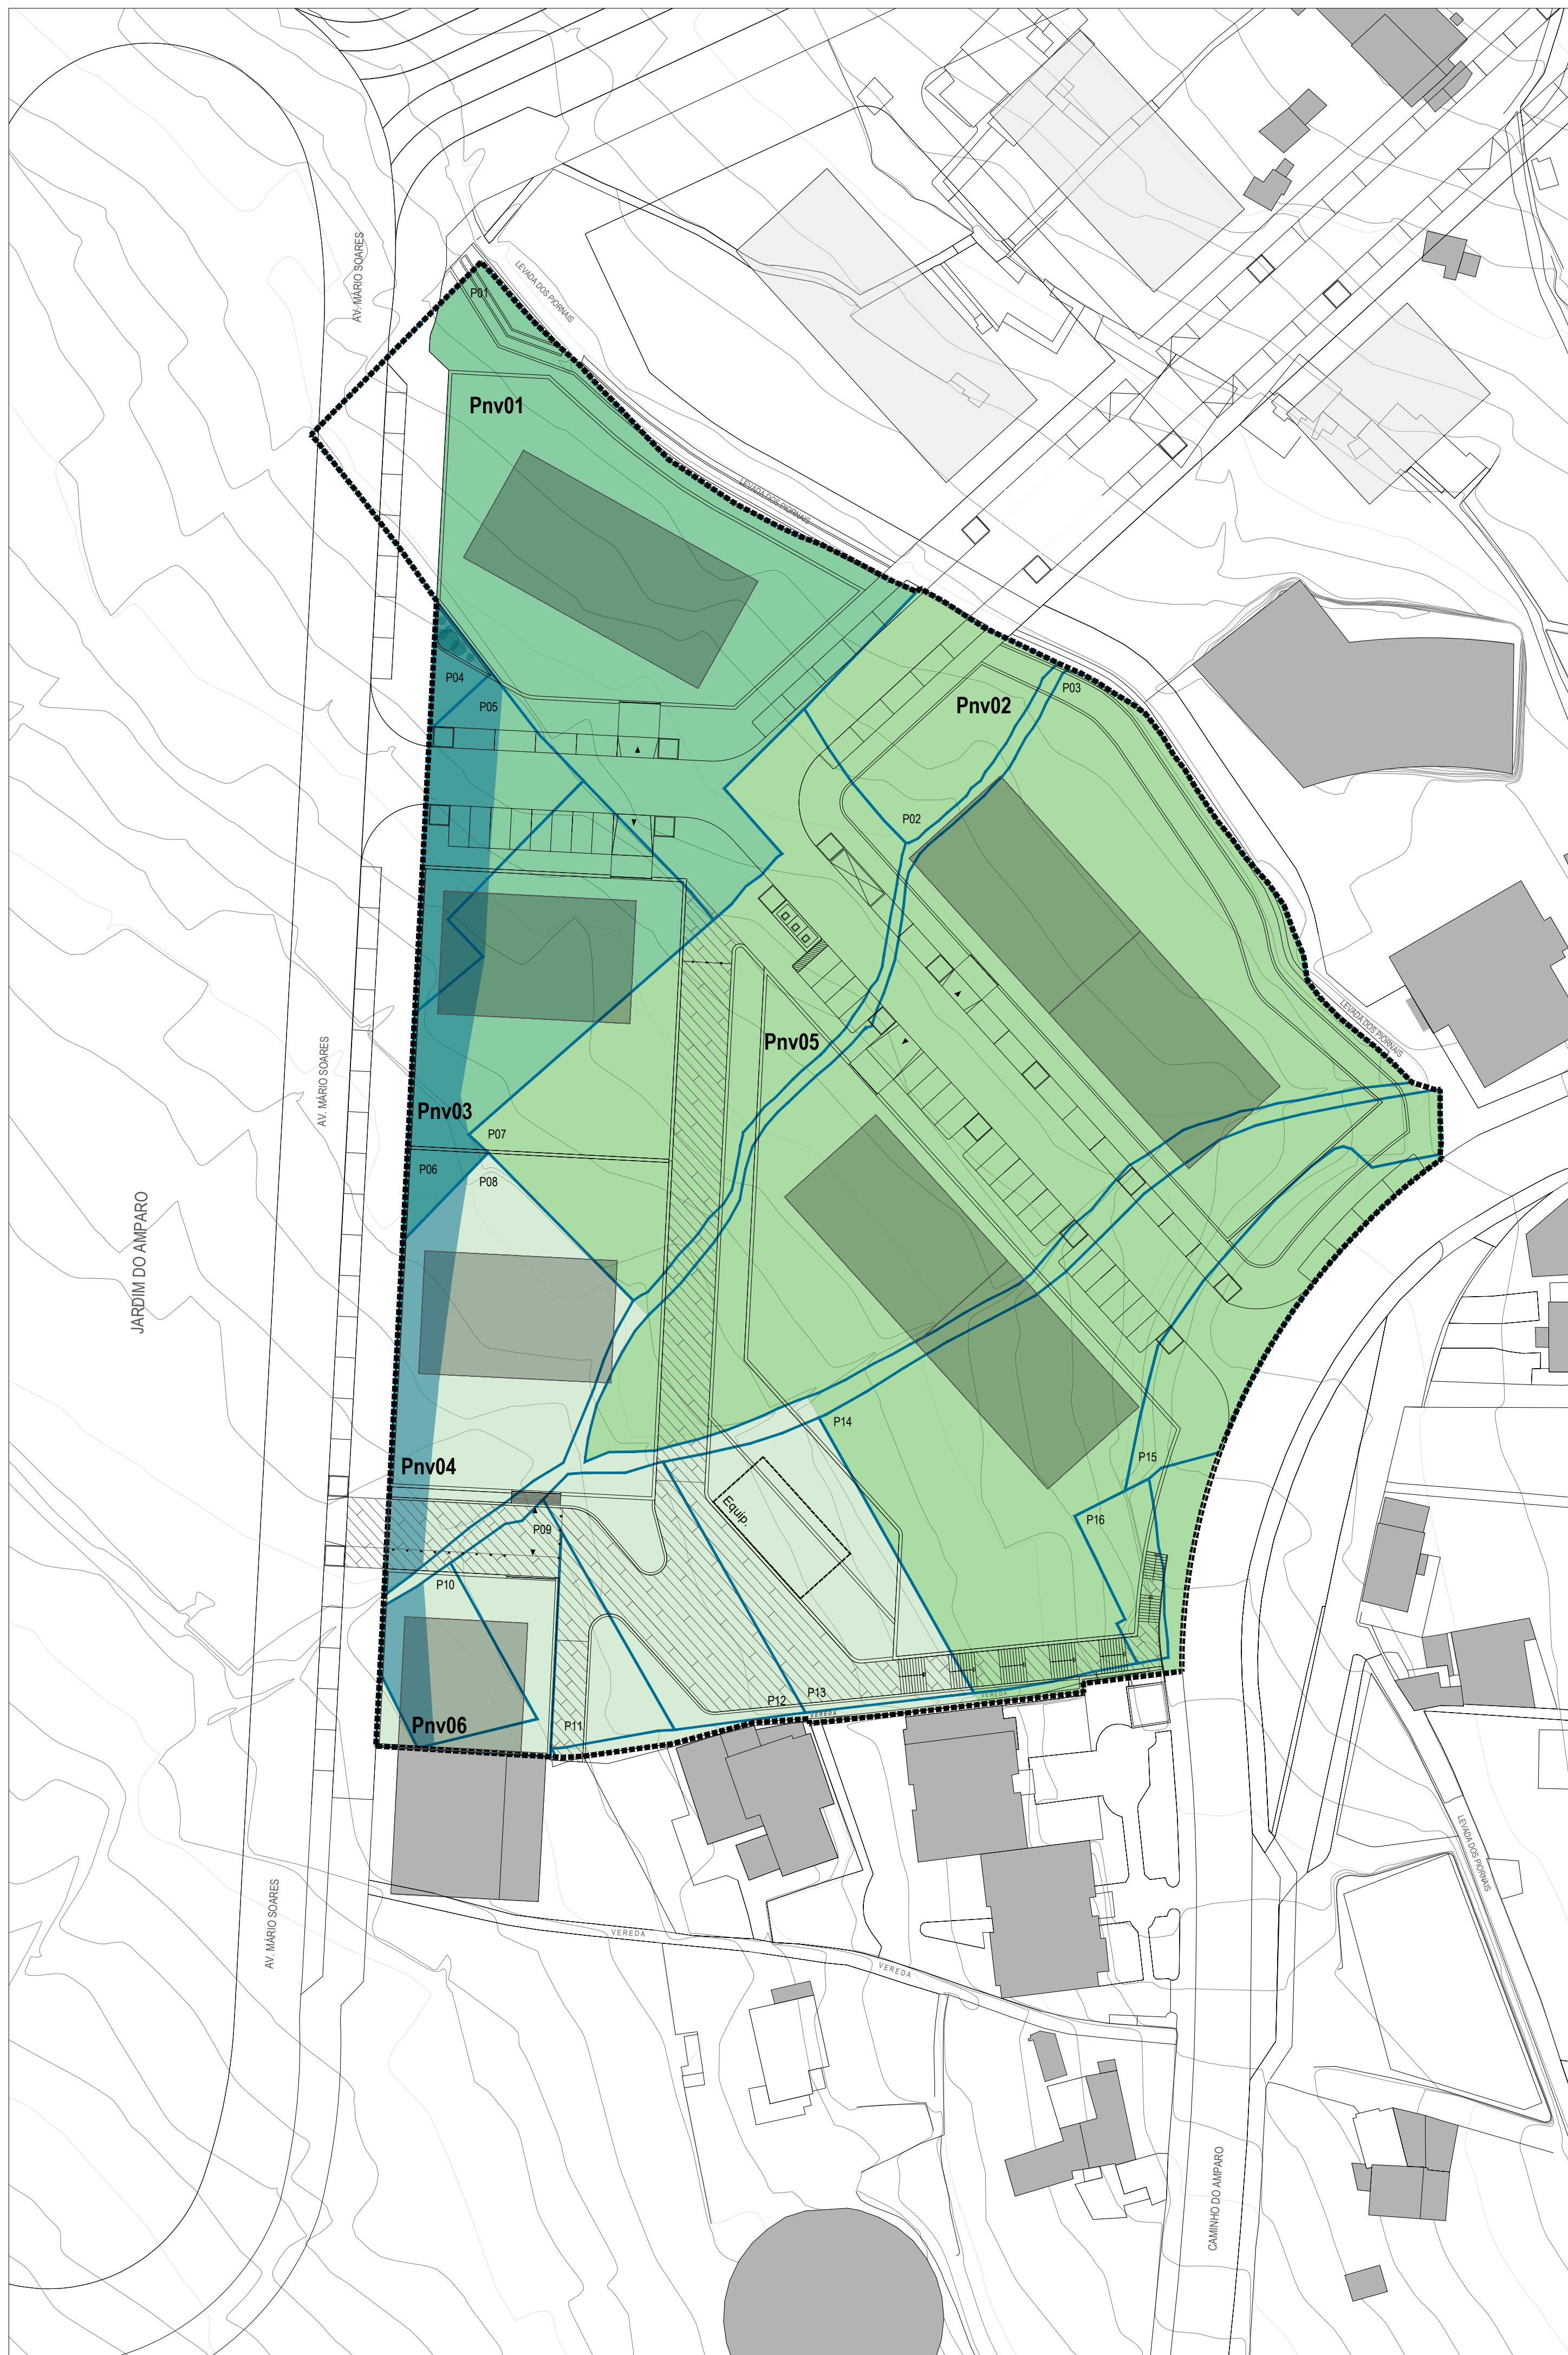 AV. MÁRIO SOARES
LEVADA DOS PIORNAIS
P01
Pnv01
LEVADA DOS PIORNAIS
P04
P05
Pnv02
P03
P02
LEVADA DOS PIORNAIS
Pnv05
AV. MÁRIO SOARES
Pnv03
P07
P06
P08
JARDIM DO AMPARO
P14
Pnv04
P15
Equip.
P16
P09
P10
P12
P13
VEREDA
VEREDA
P11
Pnv06
LEVADA DOS PIORNAIS
AV. MÁRIO SOARES
VEREDA
VEREDA
CAMINHO DO AMPARO